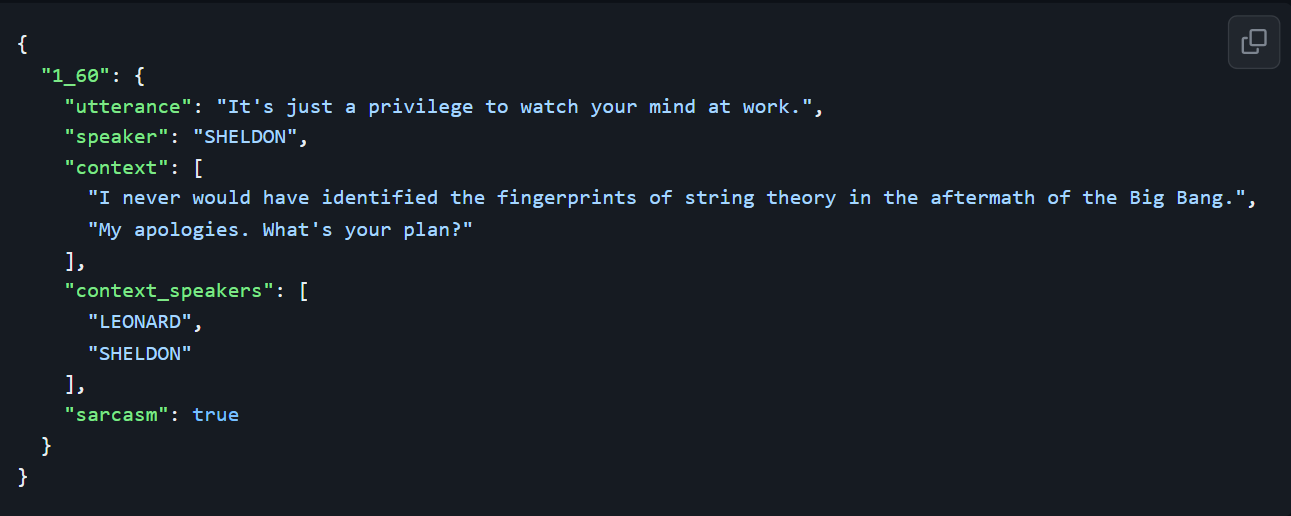 {
  "1_60": {
    "utterance": "It's just a privilege to watch your mind at work.",
    "speaker": "SHELDON",
    "context": [
      "I never would have identified the fingerprints of string theory in the aftermath of the Big Bang.",
      "My apologies. What's your plan?"
    ],
    "context_speakers": [
      "LEONARD",
      "SHELDON"
    ],
    "sarcasm": true
  }
}